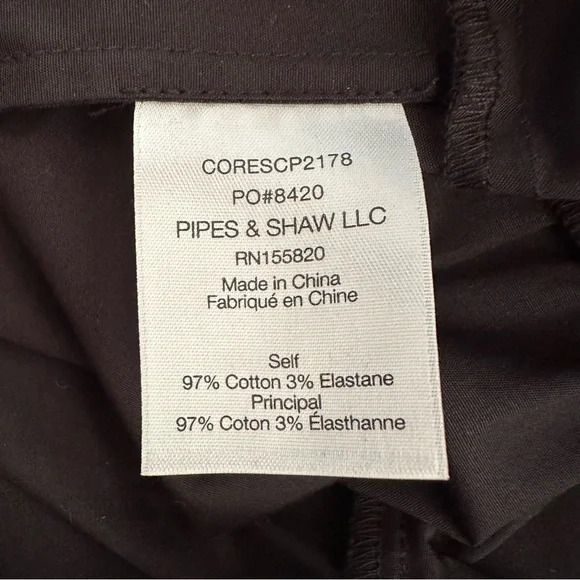 CORESCP2178
PO#8420
PIPES & SHAW LLC
RN155820
Made in China
Fabriqué en Chine
Self
97% Cotton 3% Elastane
Principal
97% Coton 3% Élasthanne